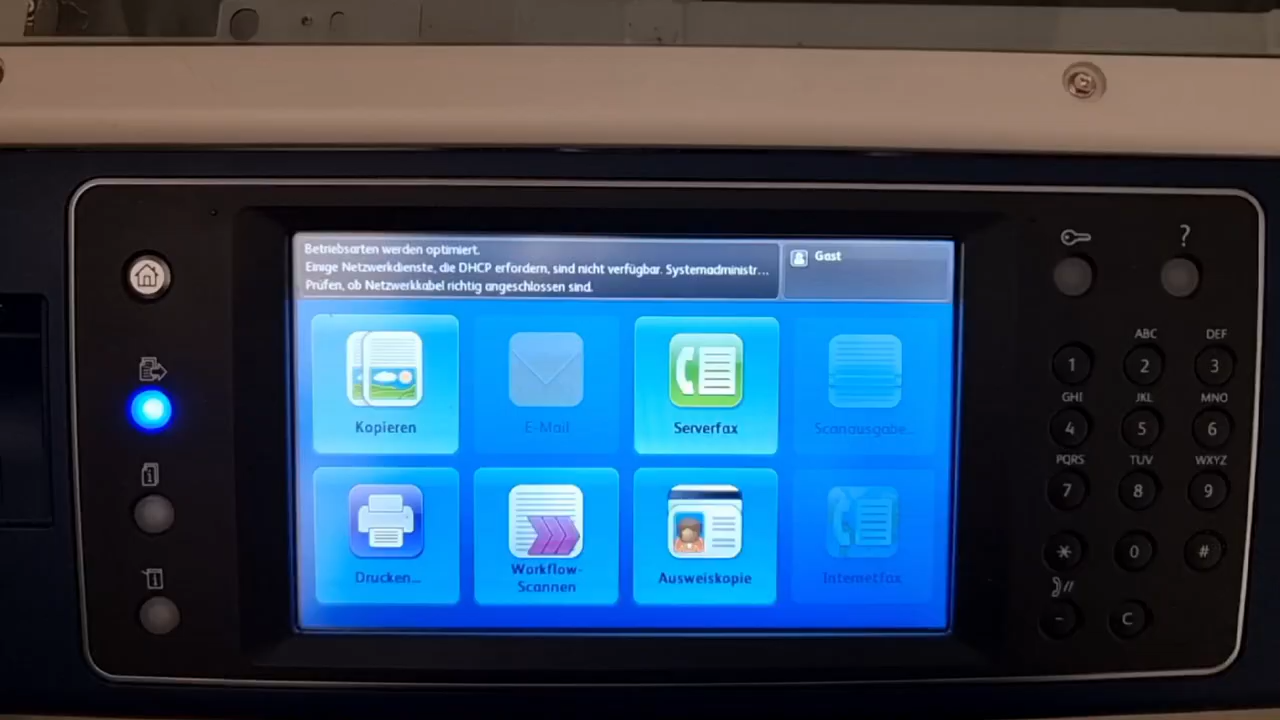 Betriebsarten werden optimiert.
Einige Netzwerkdienste, die DHCP erfordern, sind nicht verfügbar. Systemadministr...
Prüfen, ob Netzwerkkabel richtig angeschlossen sind.
Gast
Kopieren
E-Mail
Serverfax
Scanausgabe...
Drucken...
Workflow-
Scannen
Ausweiskopie
Internetfax
?
ABC DEF
1 2 3
GHI JKL MNO
4 5 6
PQRS TUV WXYZ
7 8 9
* 0 #
- C